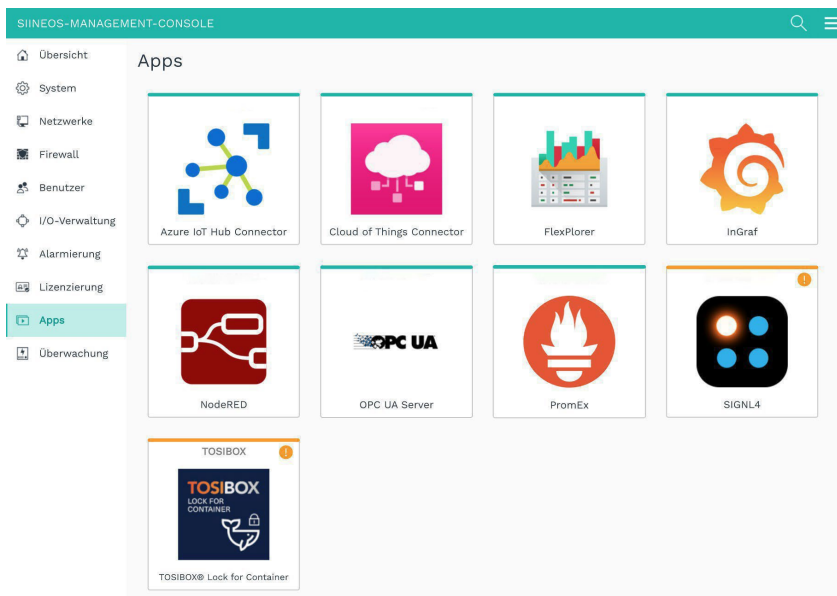 SIINEOS-MANAGEMENT-CONSOLE
Übersicht
System
Netzwerke
Firewall
Benutzer
I/O-Verwaltung
Alarmierung
Lizenzierung
Apps
Überwachung
Apps
Azure IoT Hub Connector
Cloud of Things Connector
FlexPlorer
InGraf
NodeRED
OPC UA
OPC UA Server
PromEx
!
SIGNL4
TOSIBOX
!
TOSIBOX
LOCK FOR
CONTAINER
TOSIBOX® Lock for Container